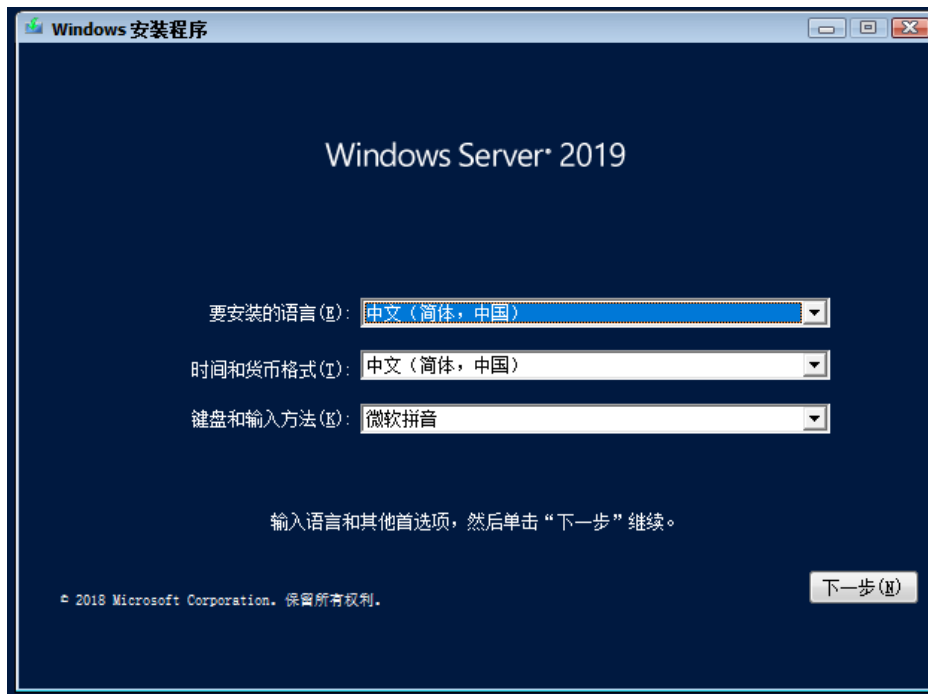 Windows 安装程序
Windows Server 2019
要安装的语言(E): 中文（简体，中国）
时间和货币格式(T): 中文（简体，中国）
键盘和输入方法(K): 微软拼音
输入语言和其他首选项，然后单击“下一步”继续。
© 2018 Microsoft Corporation. 保留所有权利。
下一步(N)